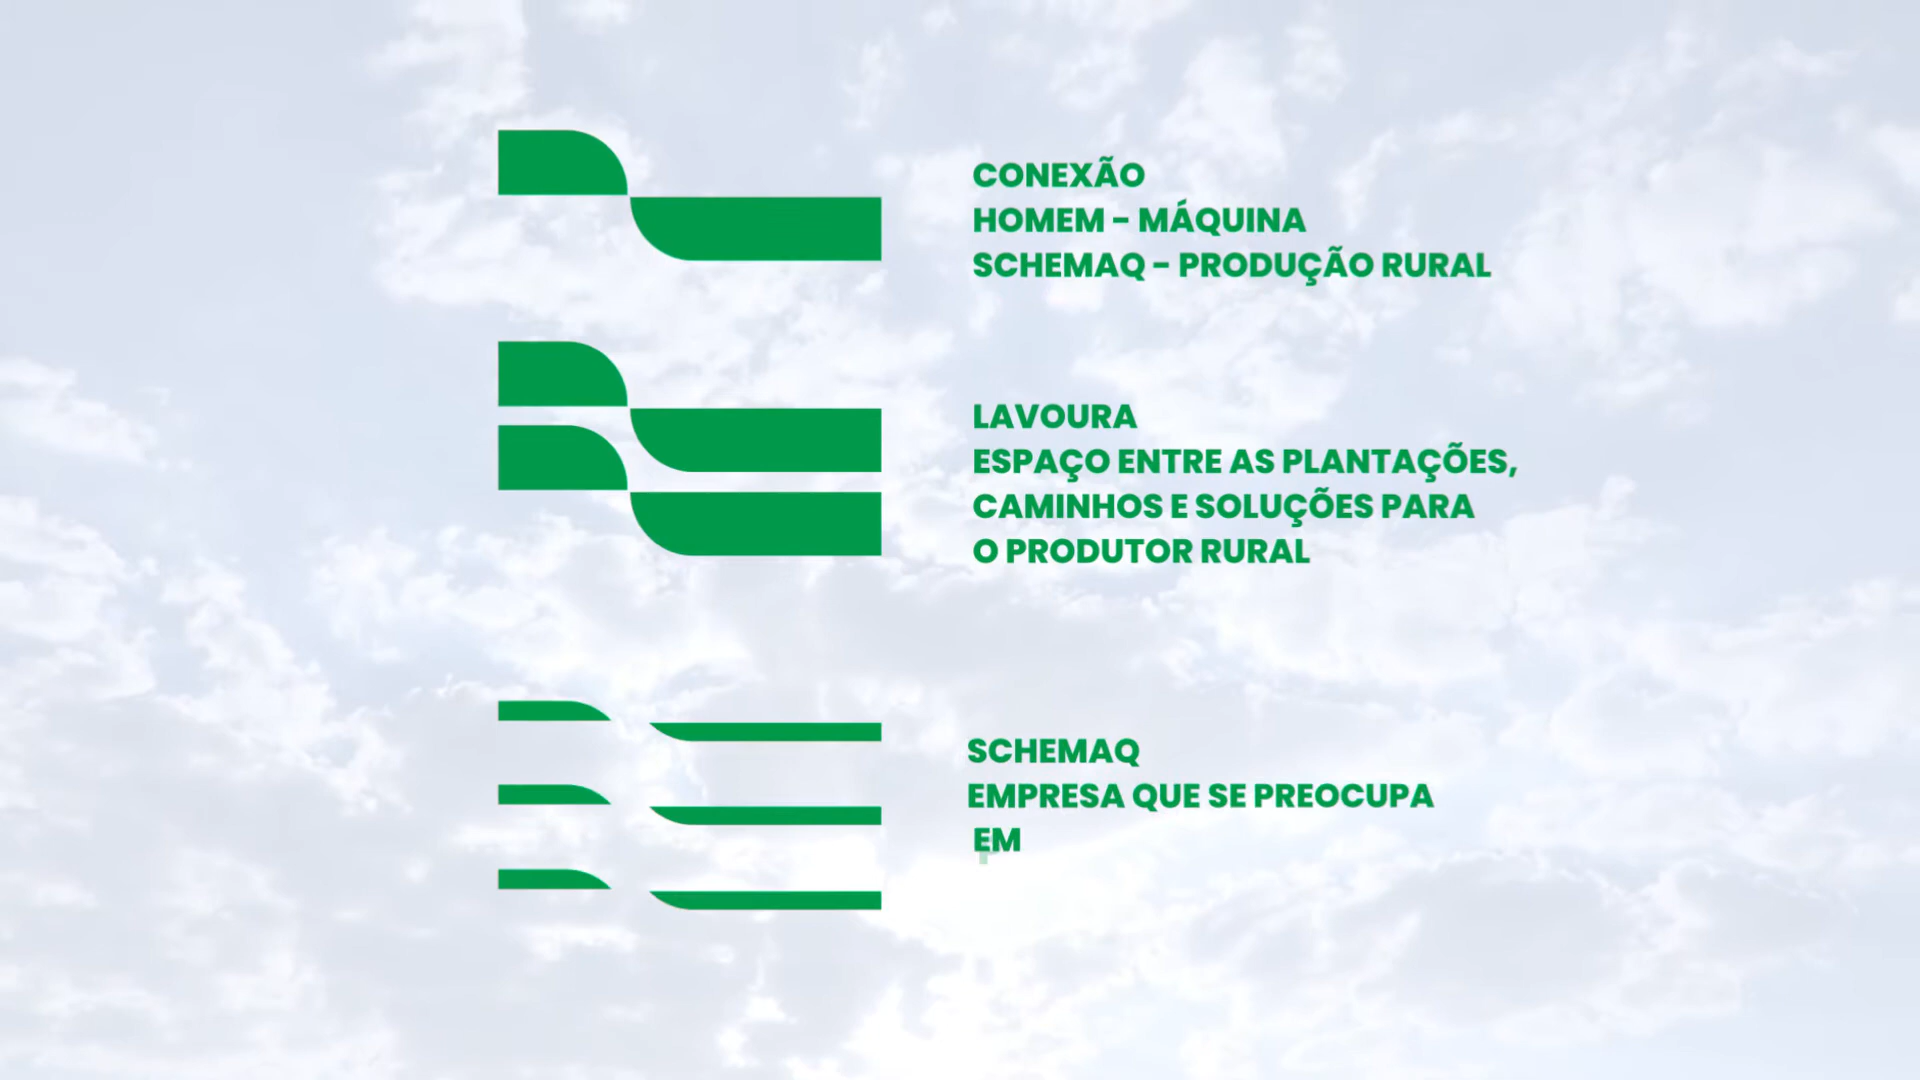 CONEXÃO
HOMEM - MÁQUINA
SCHEMAQ - PRODUÇÃO RURAL
LAVOURA
ESPAÇO ENTRE AS PLANTAÇÕES,
CAMINHOS E SOLUÇÕES PARA
O PRODUTOR RURAL
SCHEMAQ
EMPRESA QUE SE PREOCUPA
EM